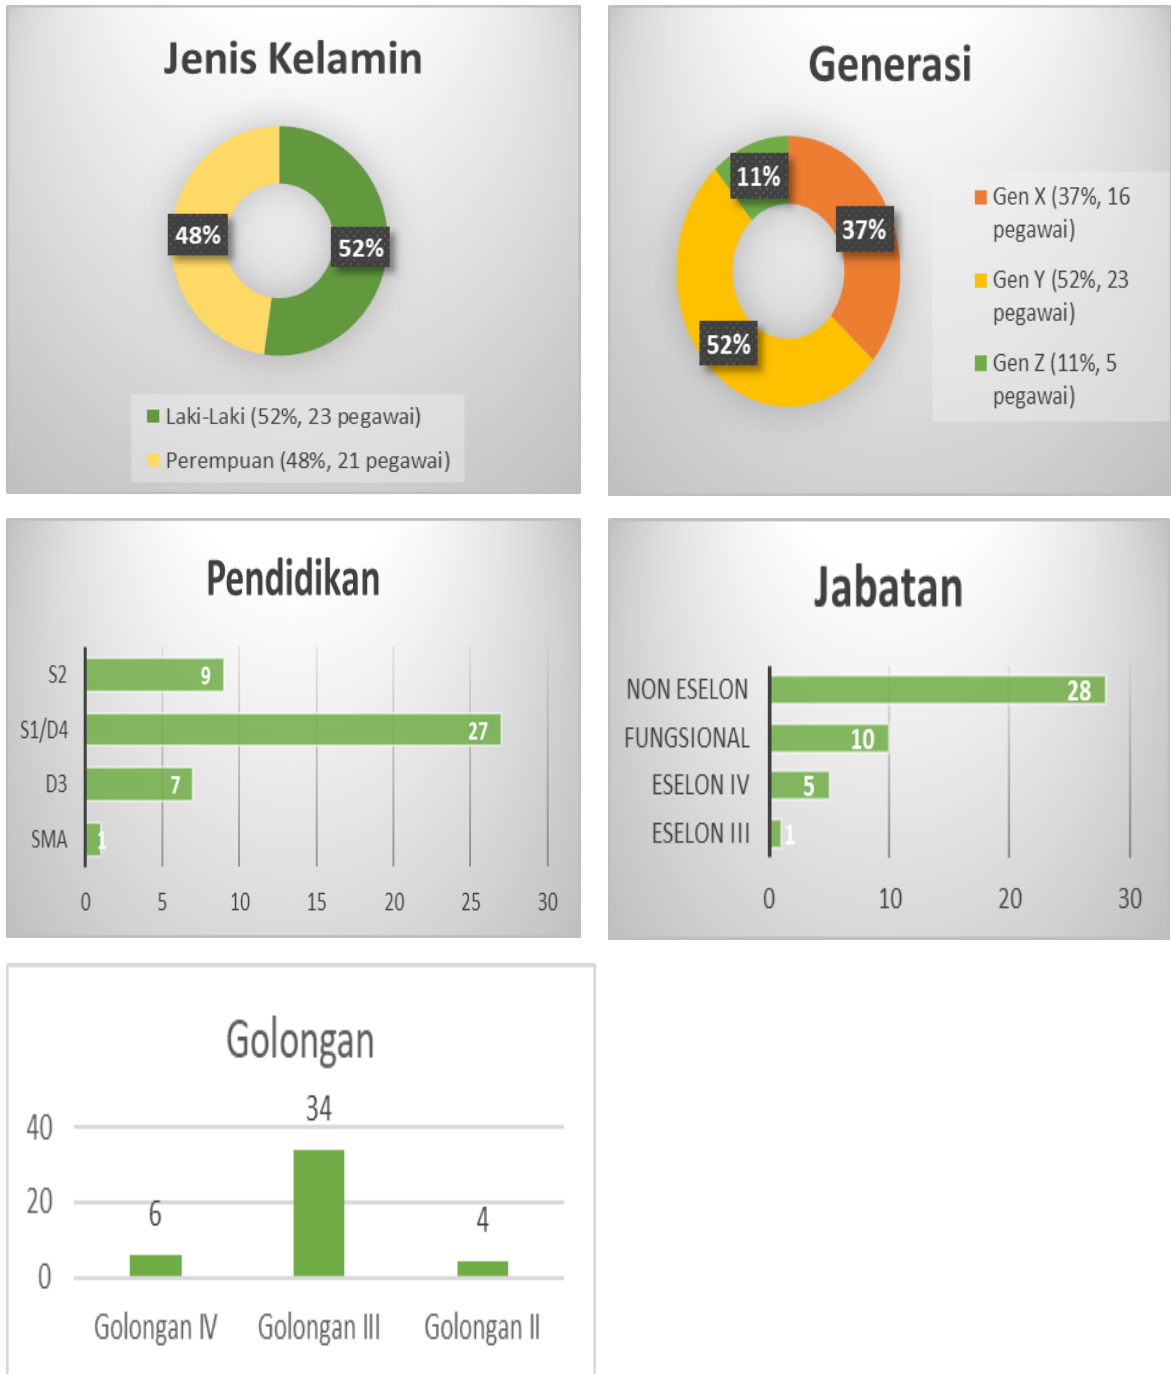 Jenis Kelamin
48%
52%
Laki-Laki (52%, 23 pegawai)
Perempuan (48%, 21 pegawai)
Generasi
11%
37%
52%
Gen X (37%, 16
pegawai)
Gen Y (52%, 23
pegawai)
Gen Z (11%, 5
pegawai)
Pendidikan
S2 9
S1/D4 27
D3 7
SMA 1
0 5 10 15 20 25 30
Jabatan
NON ESELON 28
FUNGSIONAL 10
ESELON IV 5
ESELON III 1
0 10 20 30
Golongan
34
40
20
6
4
0
Golongan IV Golongan III Golongan II